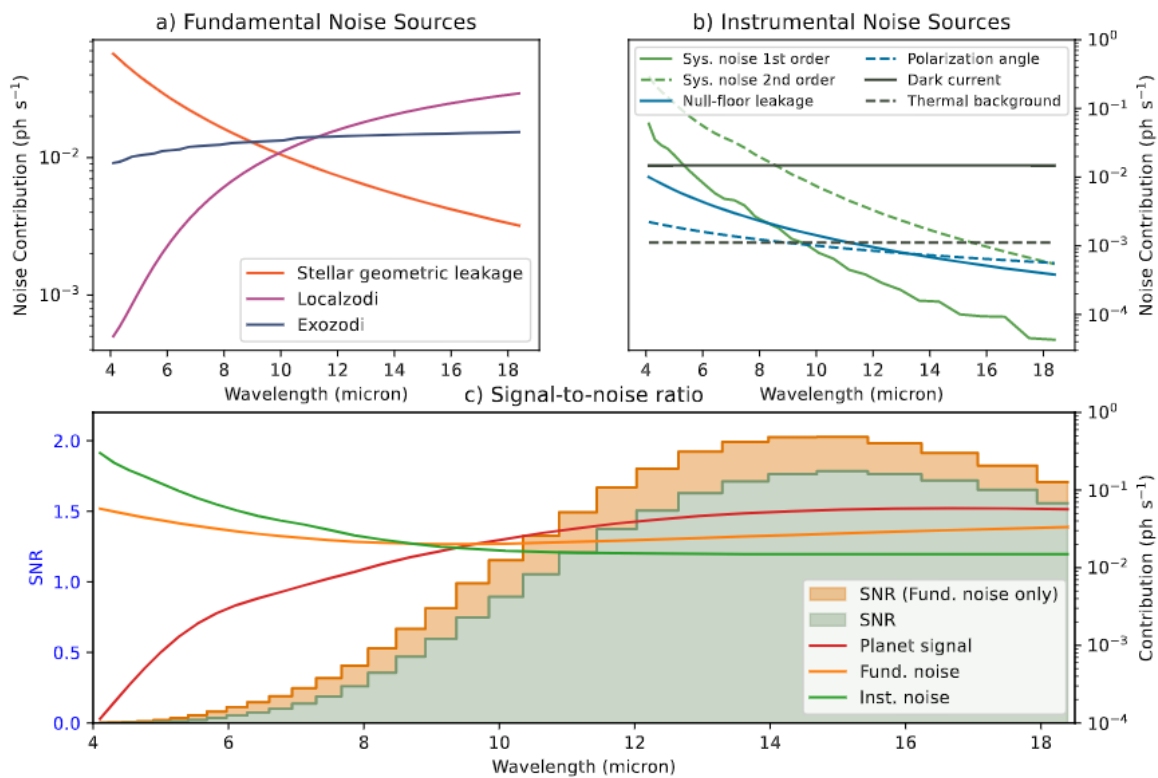 a) Fundamental Noise Sources
Noise Contribution (ph s⁻¹)
10⁻²
10⁻³
Stellar geometric leakage
Localzodi
Exozodi
4 6 8 10 12 14 16 18
Wavelength (micron)
b) Instrumental Noise Sources
Sys. noise 1st order
Sys. noise 2nd order
Null-floor leakage
Polarization angle
Dark current
Thermal background
10⁰
10⁻¹
10⁻²
10⁻³
10⁻⁴
Noise Contribution (ph s⁻¹)
4 6 8 10 12 14 16 18
Wavelength (micron)
c) Signal-to-noise ratio
SNR
2.0
1.5
1.0
0.5
0.0
SNR (Fund. noise only)
SNR
Planet signal
Fund. noise
Inst. noise
10⁰
10⁻¹
10⁻²
10⁻³
10⁻⁴
Contribution (ph s⁻¹)
4 6 8 10 12 14 16 18
Wavelength (micron)